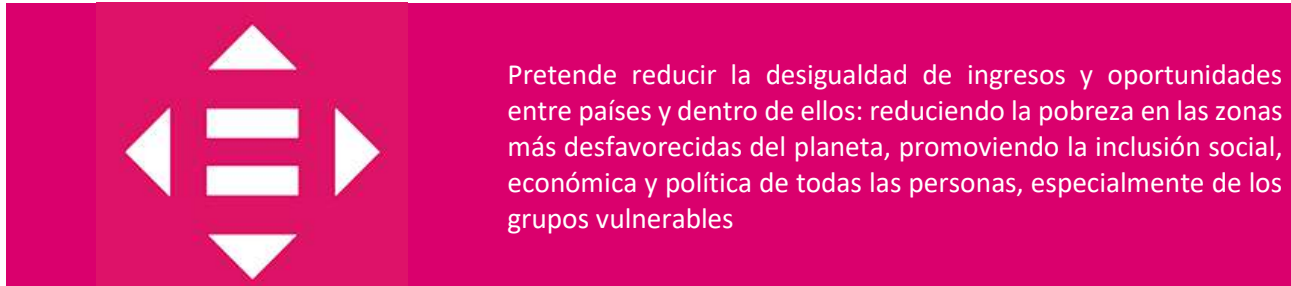 Pretende reducir la desigualdad de ingresos y oportunidades
entre países y dentro de ellos: reduciendo la pobreza en las zonas
más desfavorecidas del planeta, promoviendo la inclusión social,
económica y política de todas las personas, especialmente de los
grupos vulnerables